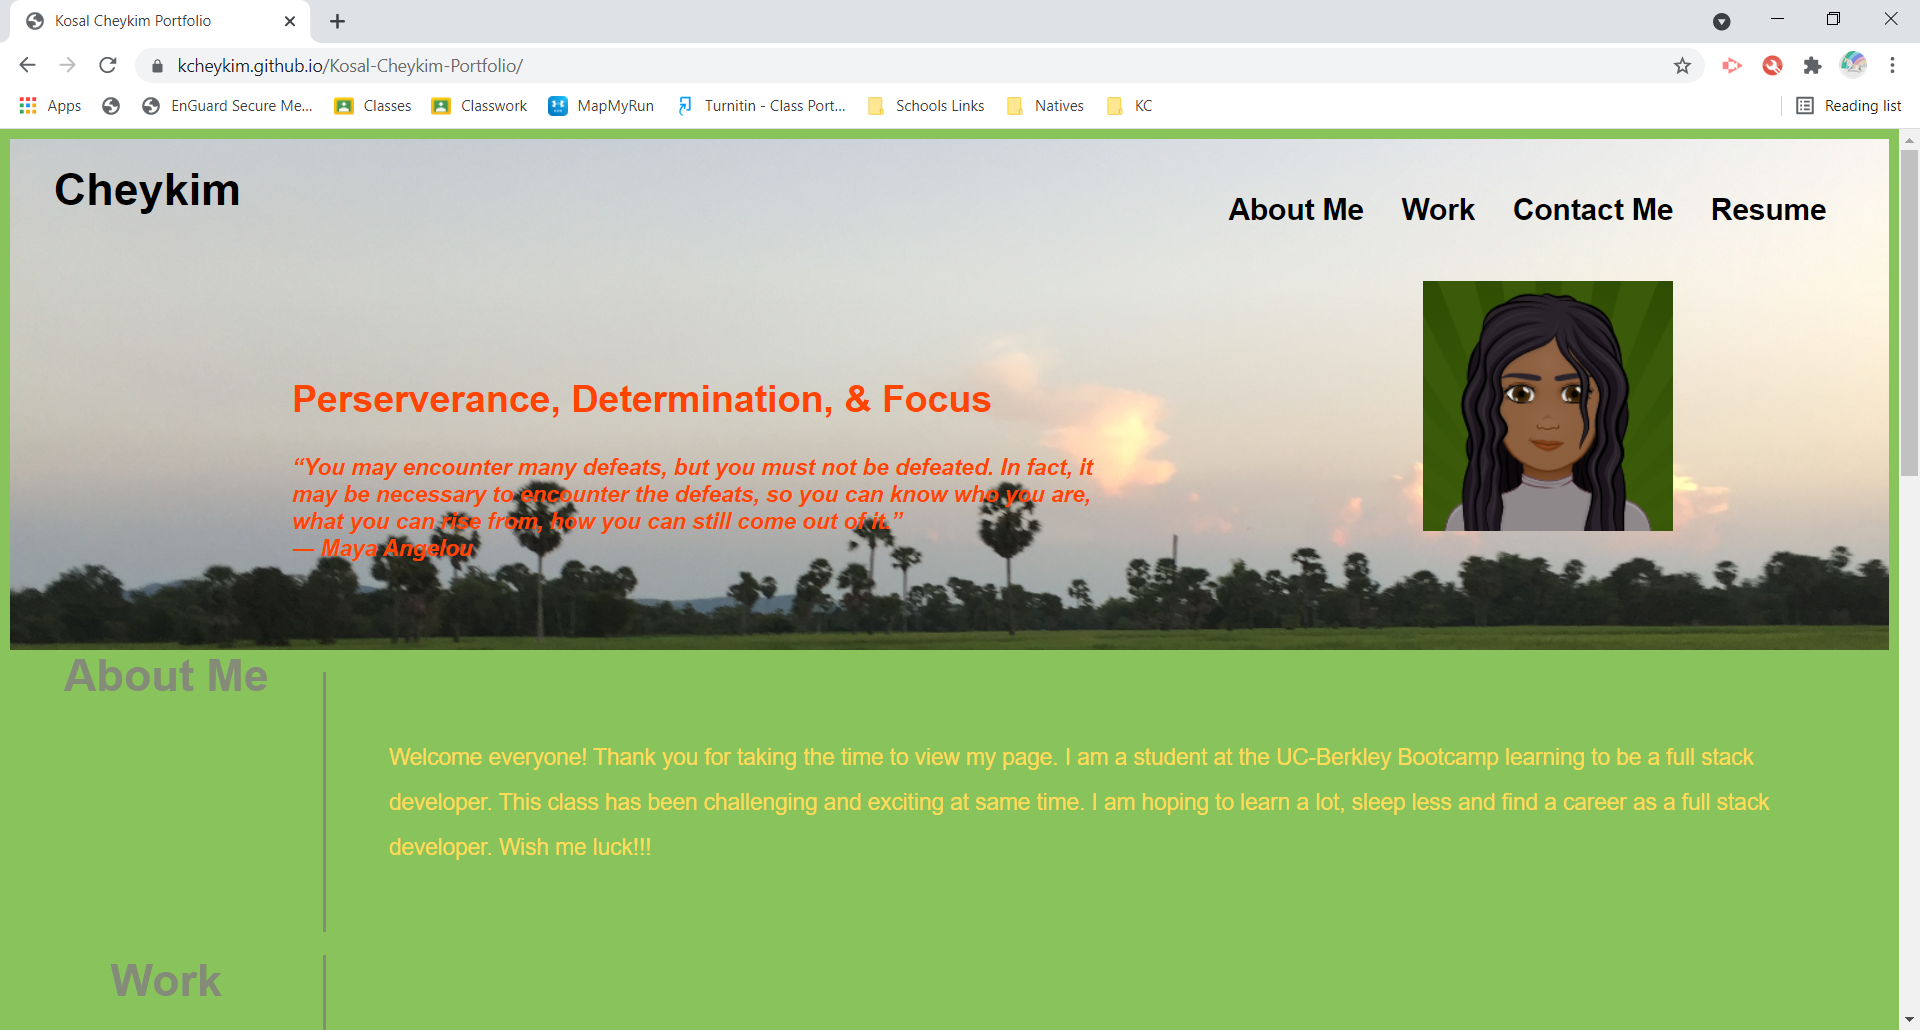 Kosal Cheykim Portfolio
kcheykim.github.io/Kosal-Cheykim-Portfolio/
Apps EnGuard Secure Me... Classes Classwork MapMyRun Turnitin - Class Port... Schools Links Natives KC Reading list
Cheykim
About Me Work Contact Me Resume
Perserverance, Determination, & Focus
“You may encounter many defeats, but you must not be defeated. In fact, it
may be necessary to encounter the defeats, so you can know who you are,
what you can rise from, how you can still come out of it.”
— Maya Angelou
About Me
Welcome everyone! Thank you for taking the time to view my page. I am a student at the UC-Berkley Bootcamp learning to be a full stack
developer. This class has been challenging and exciting at same time. I am hoping to learn a lot, sleep less and find a career as a full stack
developer. Wish me luck!!!
Work